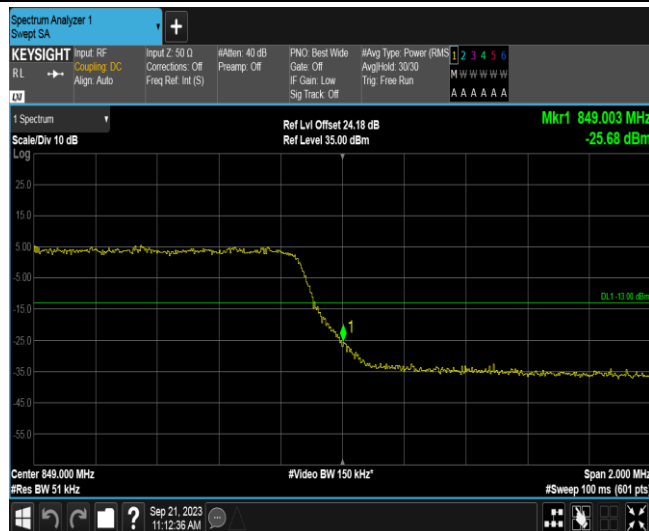 Spectrum Analyzer 1
Swept SA
+
KEYSIGHT
RL
LXI
Input: RF
Coupling: DC
Align: Auto
Input Z: 50 Ω
Corrections: Off
Freq Ref: Int (S)
#Atten: 40 dB
Preamp: Off
PNO: Best Wide
Gate: Off
IF Gain: Low
Sig Track: Off
#Avg Type: Power (RMS
Avg|Hold: 30/30
Trig: Free Run
1 2 3 4 5 6
M W W W W W
A A A A A A
1 Spectrum
Scale/Div 10 dB
Ref Lvl Offset 24.18 dB
Ref Level 35.00 dBm
Mkr1 849.003 MHz
-25.68 dBm
Log
25.0
15.0
5.00
-5.00
DL1 -13.00 dBm
-15.0
1
-25.0
-35.0
-45.0
-55.0
Center 849.000 MHz
#Video BW 150 kHz*
Span 2.000 MHz
#Res BW 51 kHz
#Sweep 100 ms (601 pts)
?
Sep 21, 2023
11:12:36 AM